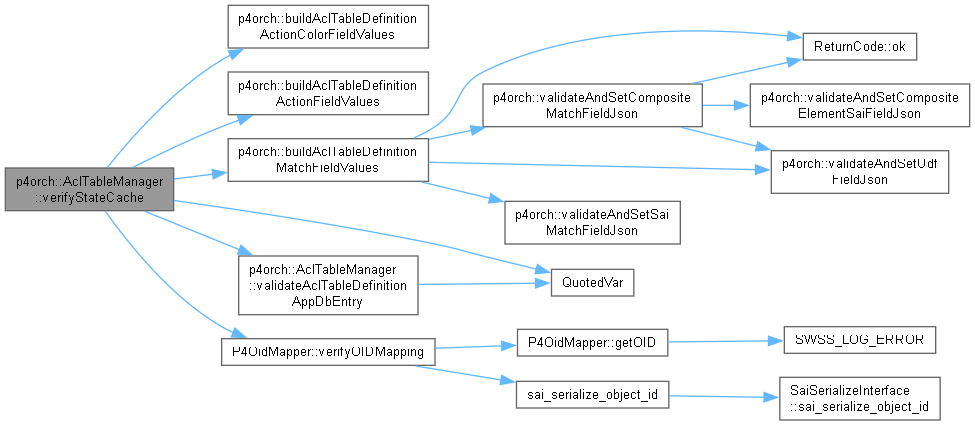 p4orch::buildAclTableDefinition
ActionColorFieldValues
p4orch::buildAclTableDefinition
ActionFieldValues
p4orch::buildAclTableDefinition
MatchFieldValues
p4orch::AclTableManager
::verifyStateCache
p4orch::AclTableManager
::validateAclTableDefinition
AppDbEntry
P4OidMapper::verifyOIDMapping
ReturnCode::ok
p4orch::validateAndSetComposite
MatchFieldJson
p4orch::validateAndSetComposite
ElementSaiFieldJson
p4orch::validateAndSetUdf
FieldJson
p4orch::validateAndSetSai
MatchFieldJson
QuotedVar
P4OidMapper::getOID
SWSS_LOG_ERROR
sai_serialize_object_id
SaiSerializeInterface
::sai_serialize_object_id